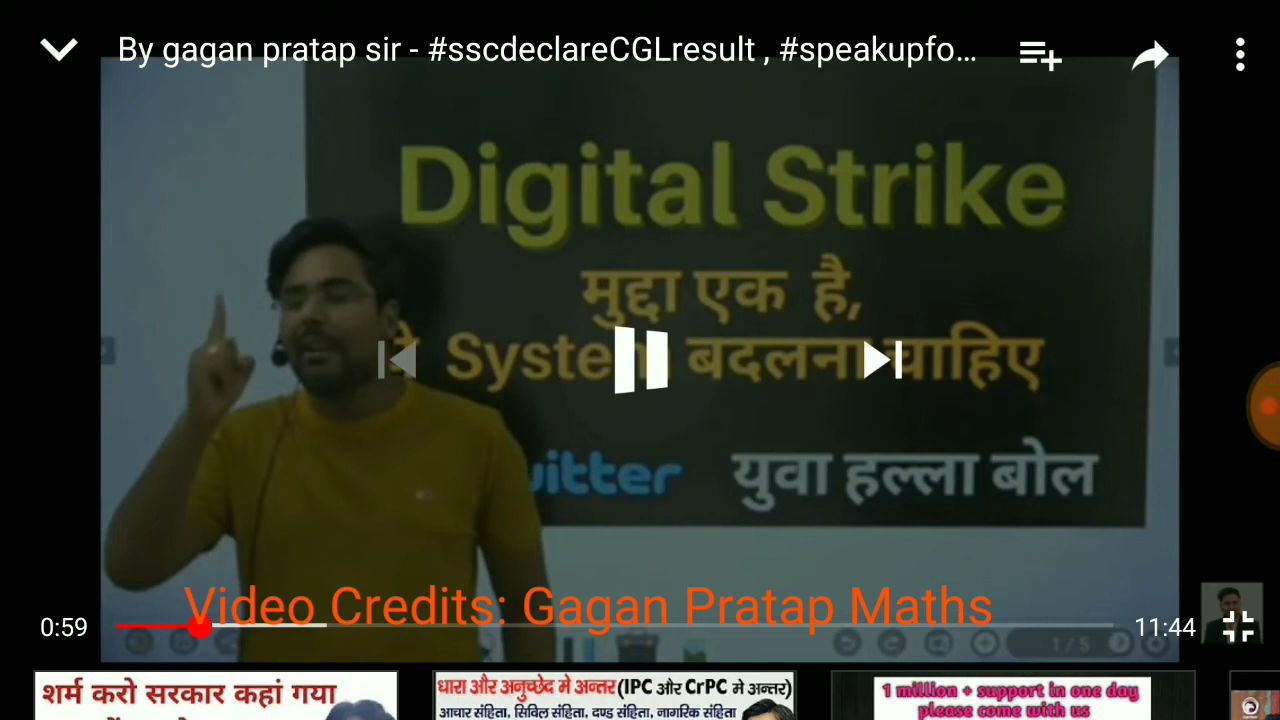 By gagan pratap sir - #sscdeclareCGLresult , #speakupfo...
Digital Strike
मुद्दा एक है,
System बदलना चाहिए
युवा हल्ला बोल
Video Credits: Gagan Pratap Maths
0:59
11:44
1 / 5
शर्म करो सरकार कहां गया
धारा और अनुच्छेद मे अन्तर (IPC और CrPC मे अन्तर)
आचार संहिता, सिविल संहिता, दण्ड संहिता, नागरिक संहिता
1 million + support in one day
please come with us